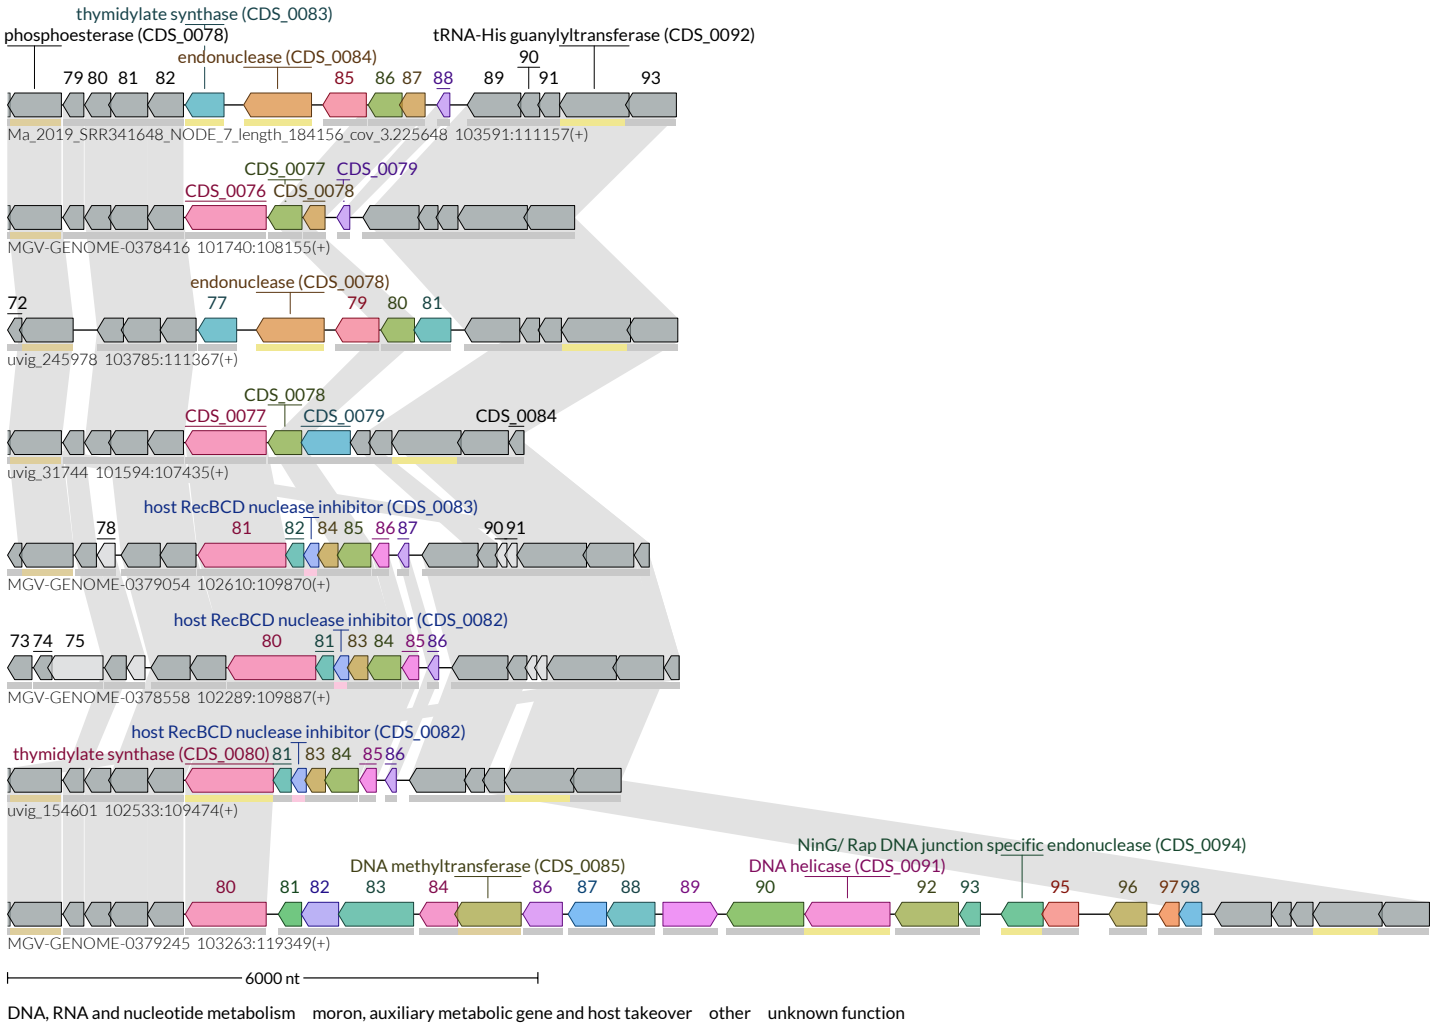 thymidylate synthase (CDS_0083)
phosphoesterase (CDS_0078) tRNA-His guanylyltransferase (CDS_0092)
endonuclease (CDS_0084) 90
79 80 81 82 85 86 87 88 89 91 93
Ma_2019_SRR341648_NODE_7_length_184156_cov_3.225648 103591:111157(+)
CDS_0077 CDS_0079
CDS_0076 CDS_0078
MGV-GENOME-0378416 101740:108155(+)
endonuclease (CDS_0078)
72 77 79 80 81
uvig_245978 103785:111367(+)
CDS_0078
CDS_0077 CDS_0079 CDS_0084
uvig_31744 101594:107435(+)
host RecBCD nuclease inhibitor (CDS_0083)
78 81 82 84 85 86 87 90 91
MGV-GENOME-0379054 102610:109870(+)
host RecBCD nuclease inhibitor (CDS_0082)
73 74 75 80 81 83 84 85 86
MGV-GENOME-0378558 102289:109887(+)
host RecBCD nuclease inhibitor (CDS_0082)
thymidylate synthase (CDS_0080) 81 83 84 85 86
uvig_154601 102533:109474(+)
NinG/ Rap DNA junction specific endonuclease (CDS_0094)
DNA methyltransferase (CDS_0085) DNA helicase (CDS_0091)
80 81 82 83 84 86 87 88 89 90 92 93 95 96 97 98
MGV-GENOME-0379245 103263:119349(+)
6000 nt
DNA, RNA and nucleotide metabolism moron, auxiliary metabolic gene and host takeover other unknown function